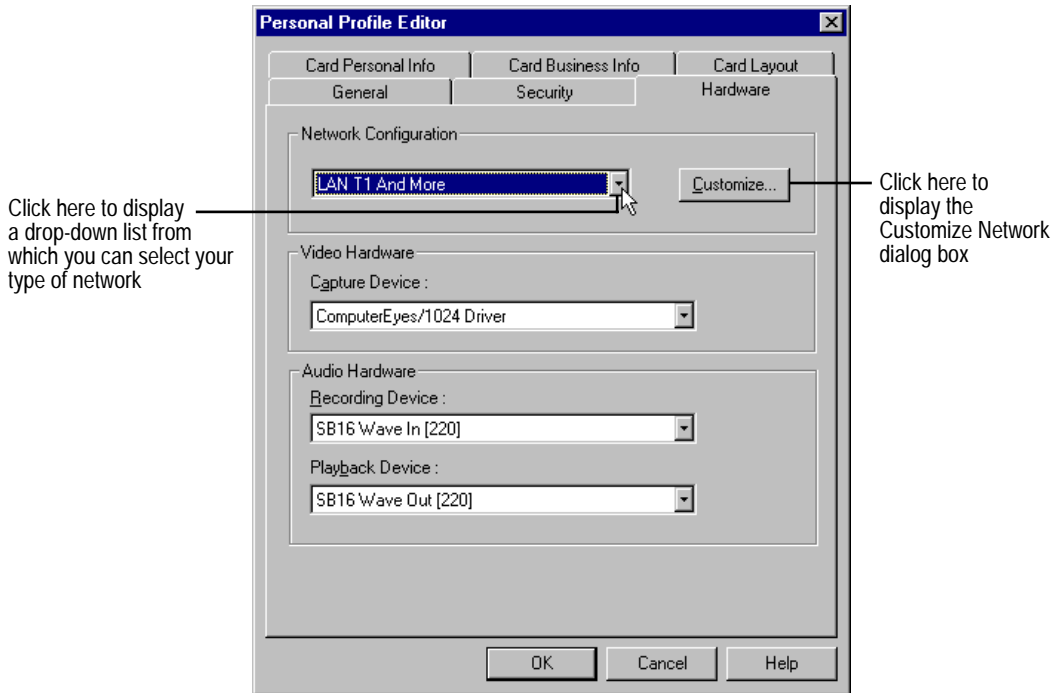 Personal Profile Editor
Card Personal Info
Card Business Info
Card Layout
General
Security
Hardware
Network Configuration
LAN T1 And More
Customize...
Click here to display
a drop-down list from
which you can select your
type of network
Click here to
display the
Customize Network
dialog box
Video Hardware
Capture Device :
ComputerEyes/1024 Driver
Audio Hardware
Recording Device :
SB16 Wave In [220]
Playback Device :
SB16 Wave Out [220]
OK
Cancel
Help